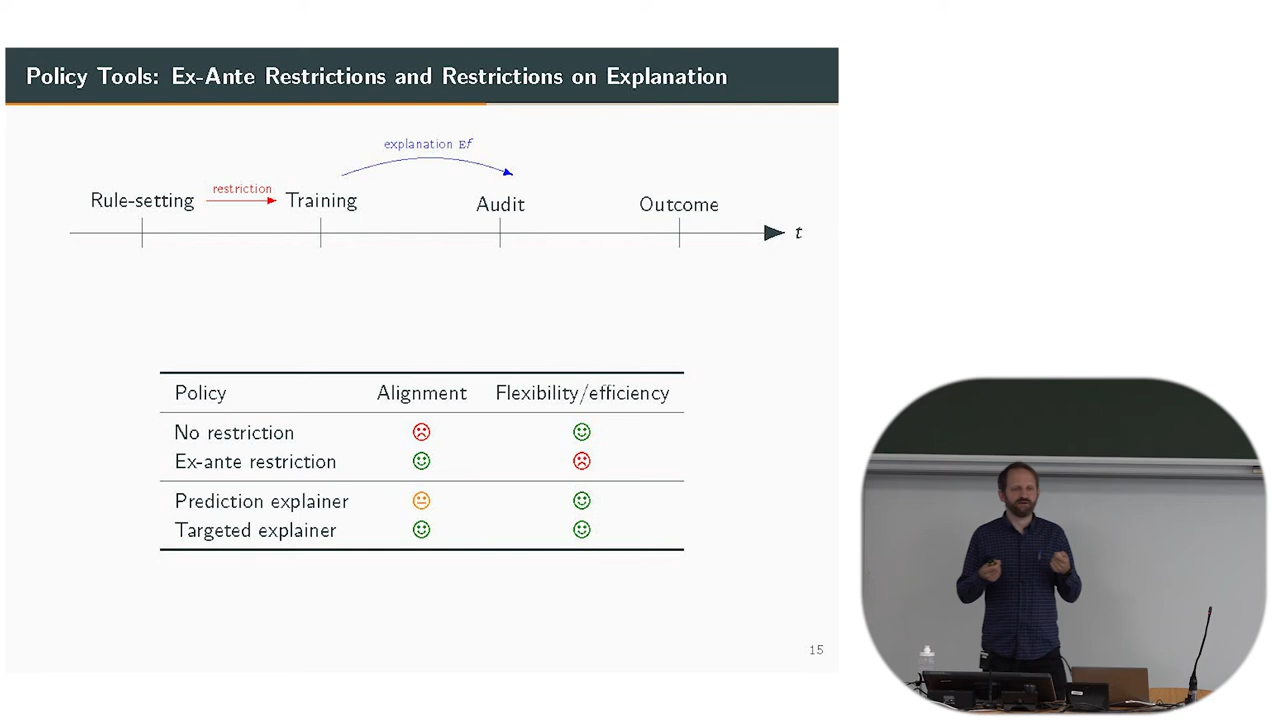 Policy Tools: Ex-Ante Restrictions and Restrictions on Explanation
explanation Ef
restriction
Rule-setting Training Audit Outcome
t
Policy Alignment Flexibility/efficiency
No restriction
Ex-ante restriction
Prediction explainer
Targeted explainer
15